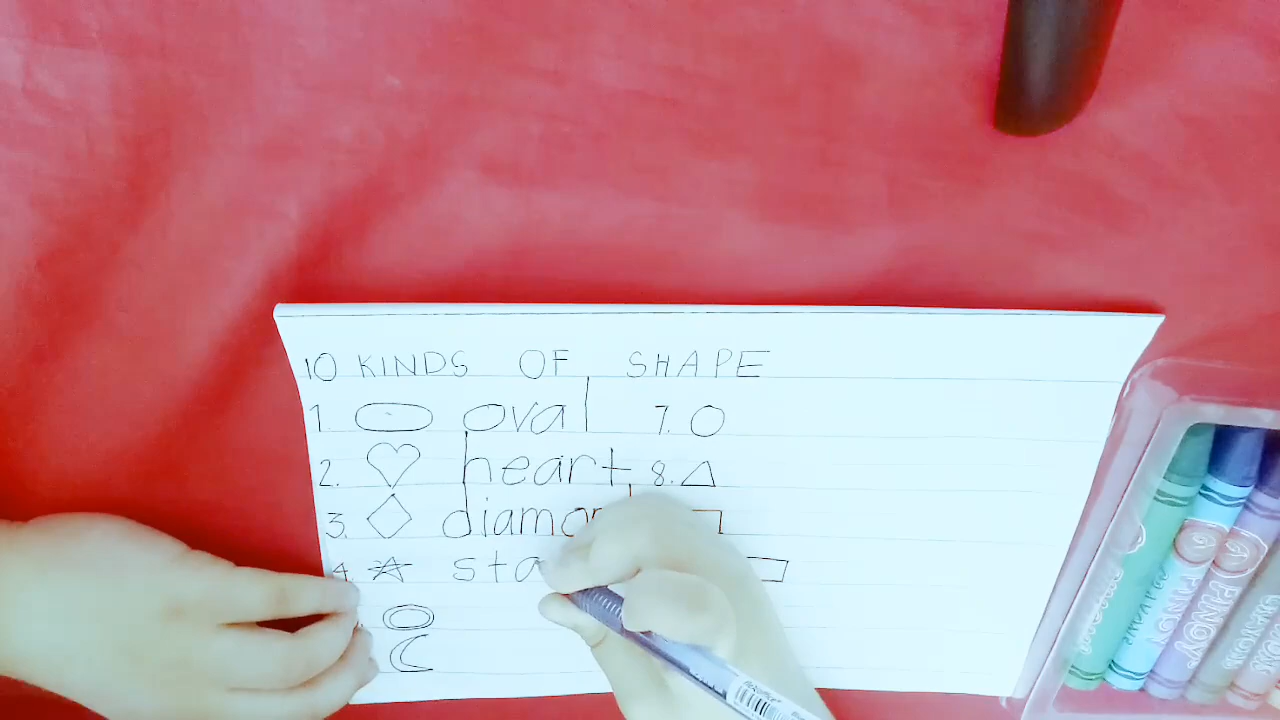 10 KINDS OF SHAPE
1. oval 7.
2. heart 8.
3. diamo
4. sta